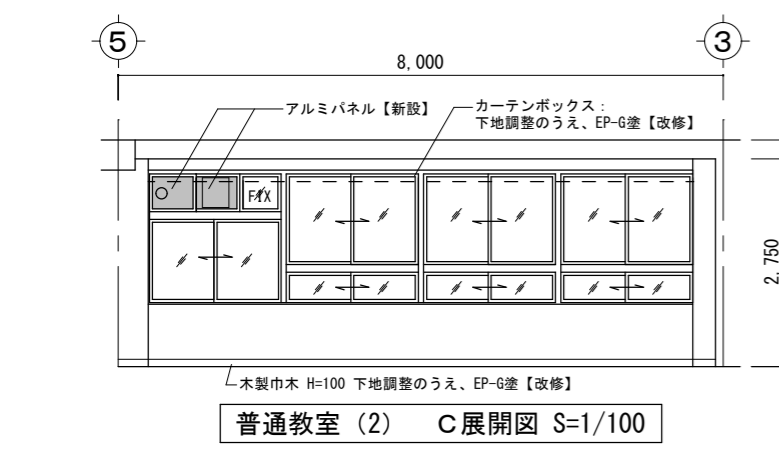 5
3
8,000
アルミパネル【新設】
カーテンボックス：
下地調整のうえ、EP-G塗【改修】
FIX
2,750
木製巾木 H=100 下地調整のうえ、EP-G塗【改修】
普通教室（2） C展開図 S=1/100